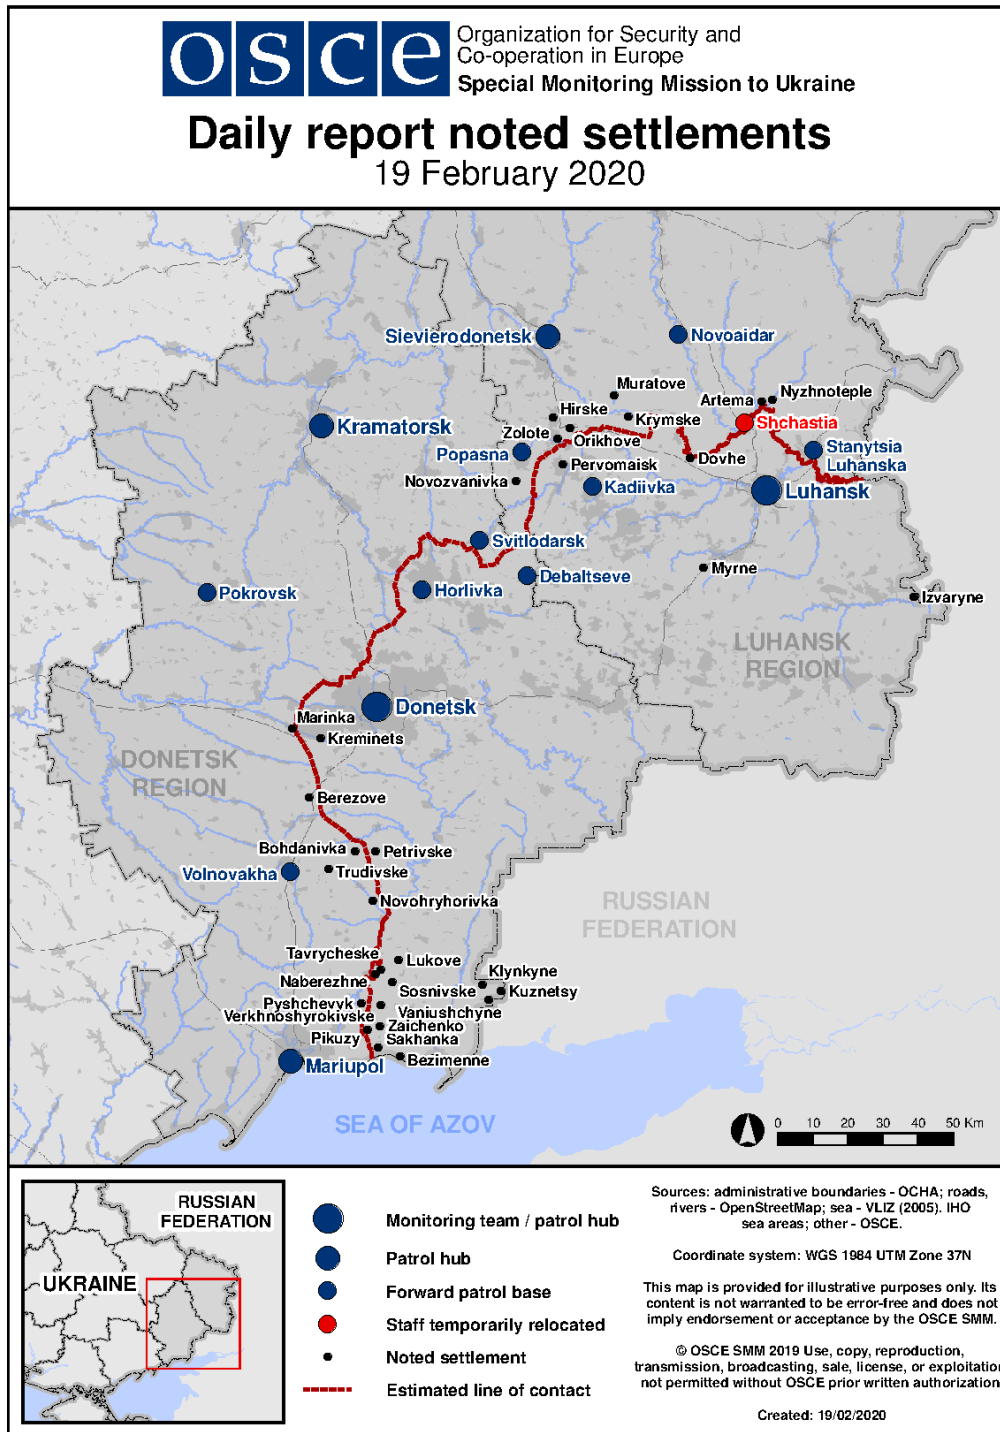 osce
Organization for Security and
Co-operation in Europe
Special Monitoring Mission to Ukraine
Daily report noted settlements
19 February 2020
Sievierodonetsk
Novoaidar
Muratove
Nyzhnoteple
Artema
Hirske
Krymske
Shchastia
Kramatorsk
Zolote
Orikhove
Popasna
Stanytsia
Luhanska
Dovhe
Pervomaisk
Novozvanivka
Kadiivka
Luhansk
Svitlodarsk
Myrne
Debaltseve
Horlivka
Pokrovsk
Izvaryne
LUHANSK
REGION
Donetsk
Marinka
Kreminets
DONETSK
REGION
Berezove
Bohdanivka
Petrivske
Volnovakha
Trudivske
Novohryhorivka
RUSSIAN
FEDERATION
Tavrycheske
Lukove
Klynkyne
Naberezhne
Sosnivske
Kuznetsy
Pyshchevyk
Vaniushchyne
Verkhnoshyrokivske
Zaichenko
Pikuzy
Sakhanka
Bezimenne
Mariupol
SEA OF AZOV
0 10 20 30 40 50 Km
RUSSIAN
FEDERATION
UKRAINE
Monitoring team / patrol hub
Patrol hub
Forward patrol base
Staff temporarily relocated
Noted settlement
Estimated line of contact
Sources: administrative boundaries - OCHA; roads,
rivers - OpenStreetMap; sea - VLIZ (2005). IHO
sea areas; other - OSCE.
Coordinate system: WGS 1984 UTM Zone 37N
This map is provided for illustrative purposes only. Its
content is not warranted to be error-free and does not
imply endorsement or acceptance by the OSCE SMM.
© OSCE SMM 2019 Use, copy, reproduction,
transmission, broadcasting, sale, license, or exploitation
not permitted without OSCE prior written authorization
Created: 19/02/2020